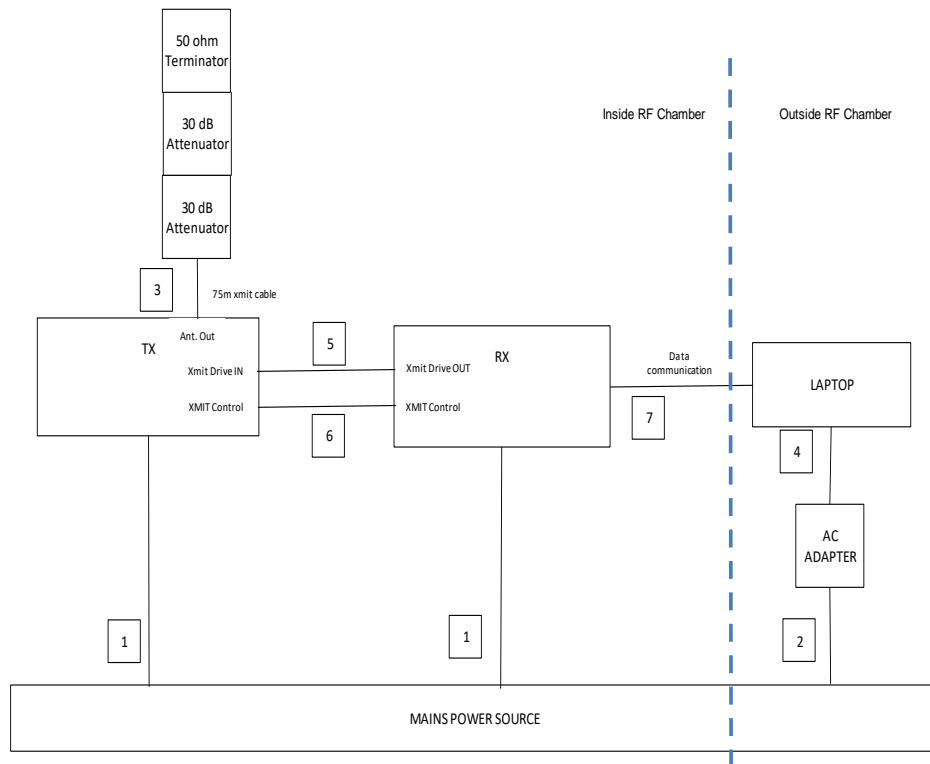 50 ohm
Terminator
30 dB
Attenuator
30 dB
Attenuator
Inside RF Chamber
Outside RF Chamber
3
75m xmit cable
TX
Ant. Out
Xmit Drive IN
XMIT Control
5
6
RX
Xmit Drive OUT
XMIT Control
Data
communication
7
LAPTOP
4
AC
ADAPTER
1
1
2
MAINS POWER SOURCE